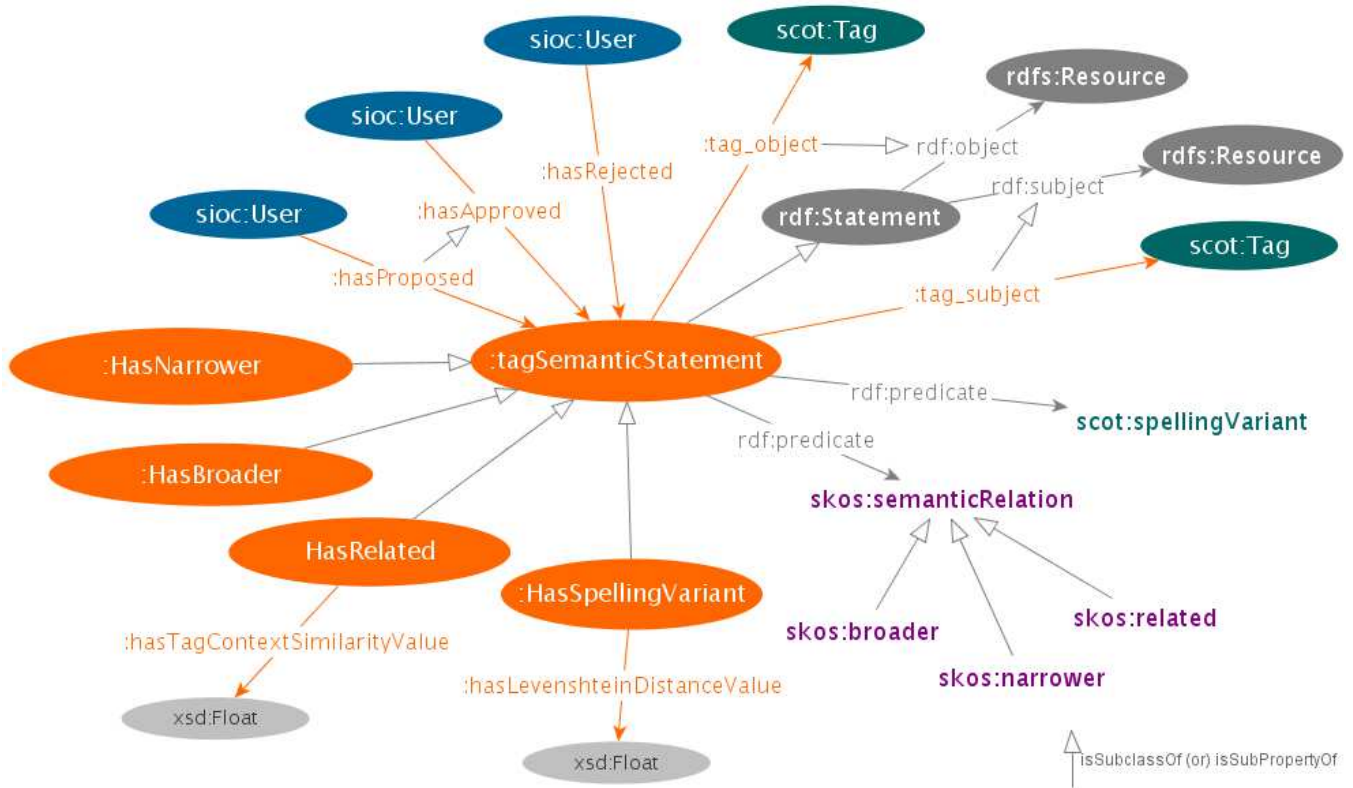 sioc:User
scot:Tag
rdfs:Resource
sioc:User
:tag_object
rdf:object
rdfs:Resource
:hasRejected
rdf:subject
sioc:User
:hasApproved
rdf:Statement
scot:Tag
:hasProposed
:tag_subject
:HasNarrower
:tagSemanticStatement
rdf:predicate
scot:spellingVariant
rdf:predicate
:HasBroader
skos:semanticRelation
HasRelated
:HasSpellingVariant
skos:related
skos:broader
:hasTagContextSimilarityValue
skos:narrower
:hasLevenshteinDistanceValue
xsd:Float
xsd:Float
isSubclassOf (or) isSubPropertyOf